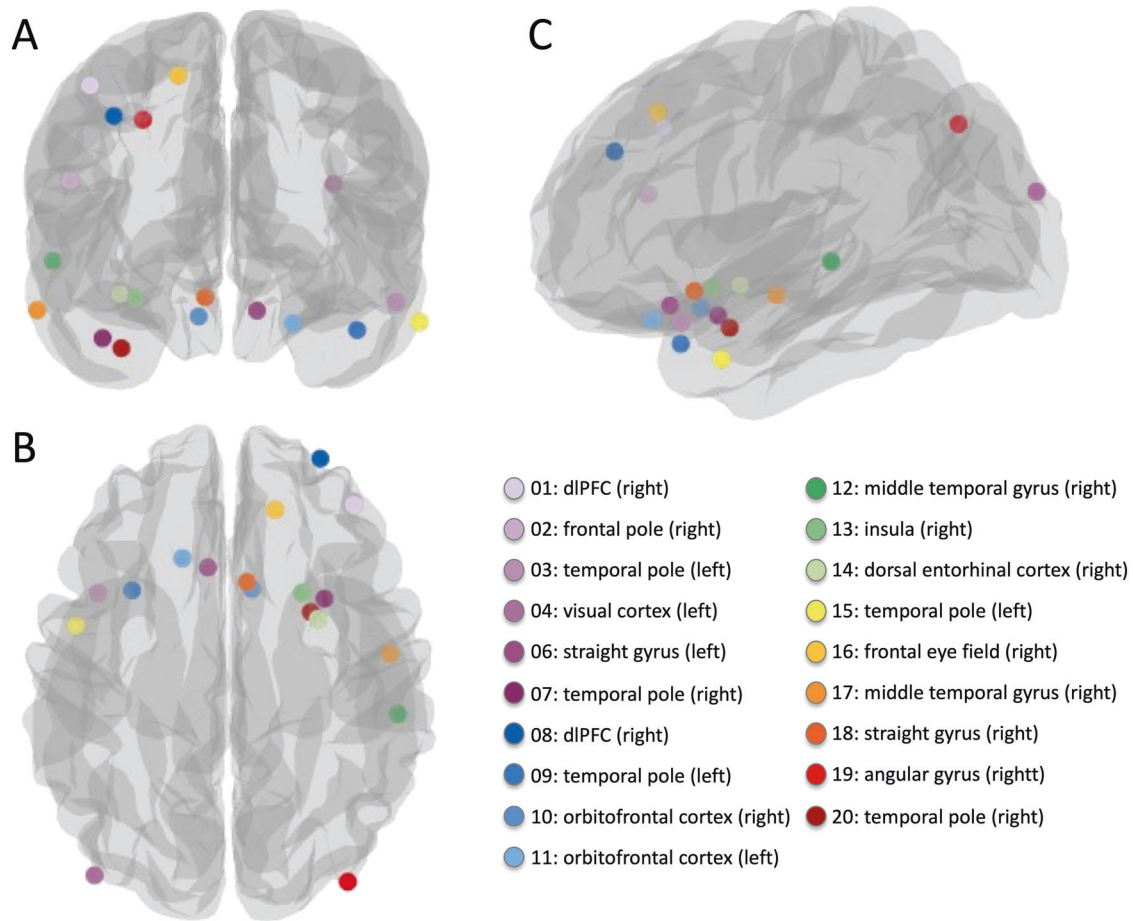 A
C
B
01: dlPFC (right)
02: frontal pole (right)
03: temporal pole (left)
04: visual cortex (left)
06: straight gyrus (left)
07: temporal pole (right)
08: dlPFC (right)
09: temporal pole (left)
10: orbitofrontal cortex (right)
11: orbitofrontal cortex (left)
12: middle temporal gyrus (right)
13: insula (right)
14: dorsal entorhinal cortex (right)
15: temporal pole (left)
16: frontal eye field (right)
17: middle temporal gyrus (right)
18: straight gyrus (right)
19: angular gyrus (rightt)
20: temporal pole (right)